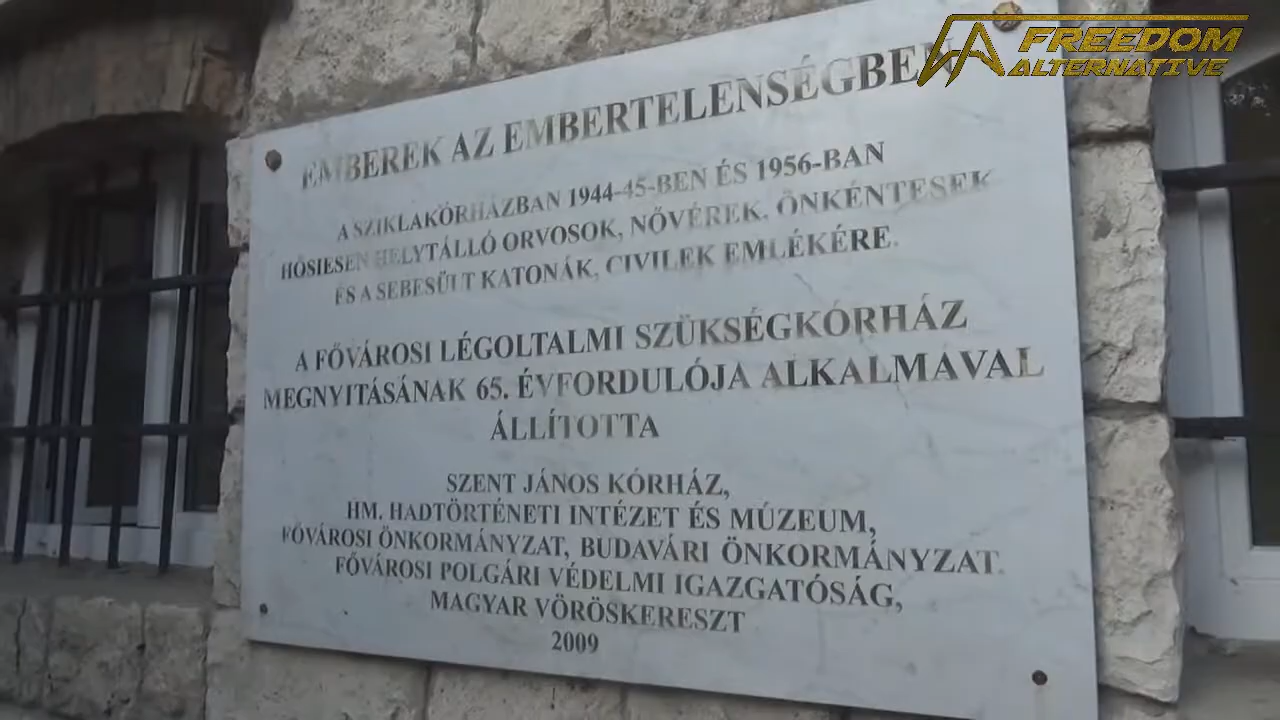 FREEDOM
ALTERNATIVE
EMBEREK AZ EMBERTELENSÉGBEN
A SZIKLAKÓRHÁZBAN 1944-45-BEN ÉS 1956-BAN
HŐSIESEN HELYTÁLLÓ ORVOSOK, NŐVÉREK, ÖNKÉNTESEK
ÉS A SEBESÜLT KATONÁK, CIVILEK EMLÉKÉRE.
A FŐVÁROSI LÉGOLTALMI SZÜKSÉGKÓRHÁZ
MEGNYITÁSÁNAK 65. ÉVFORDULÓJA ALKALMÁVAL
ÁLLÍTOTTA
SZENT JÁNOS KÓRHÁZ,
HM. HADTÖRTÉNETI INTÉZET ÉS MÚZEUM,
FŐVÁROSI ÖNKORMÁNYZAT, BUDAVÁRI ÖNKORMÁNYZAT.
FŐVÁROSI POLGÁRI VÉDELMI IGAZGATÓSÁG,
MAGYAR VÖRÖSKERESZT
2009